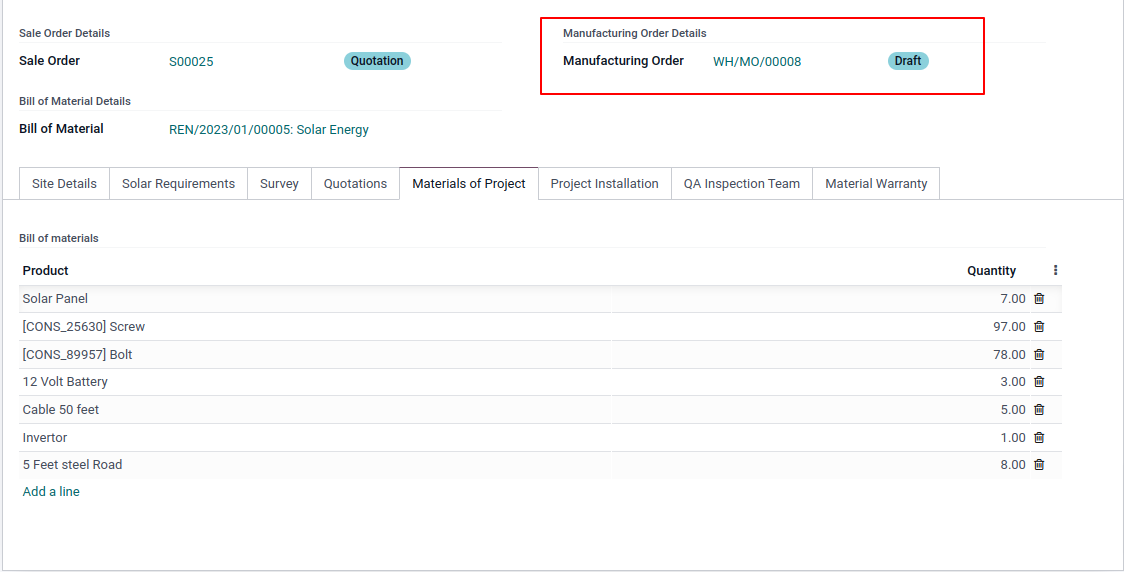 Sale Order Details
Manufacturing Order Details
Sale Order S00025 Quotation
Manufacturing Order WH/MO/00008 Draft
Bill of Material Details
Bill of Material REN/2023/01/00005: Solar Energy
Site Details Solar Requirements Survey Quotations Materials of Project Project Installation QA Inspection Team Material Warranty
Bill of materials
Product Quantity
Solar Panel 7.00
[CONS_25630] Screw 97.00
[CONS_89957] Bolt 78.00
12 Volt Battery 3.00
Cable 50 feet 5.00
Invertor 1.00
5 Feet steel Road 8.00
Add a line